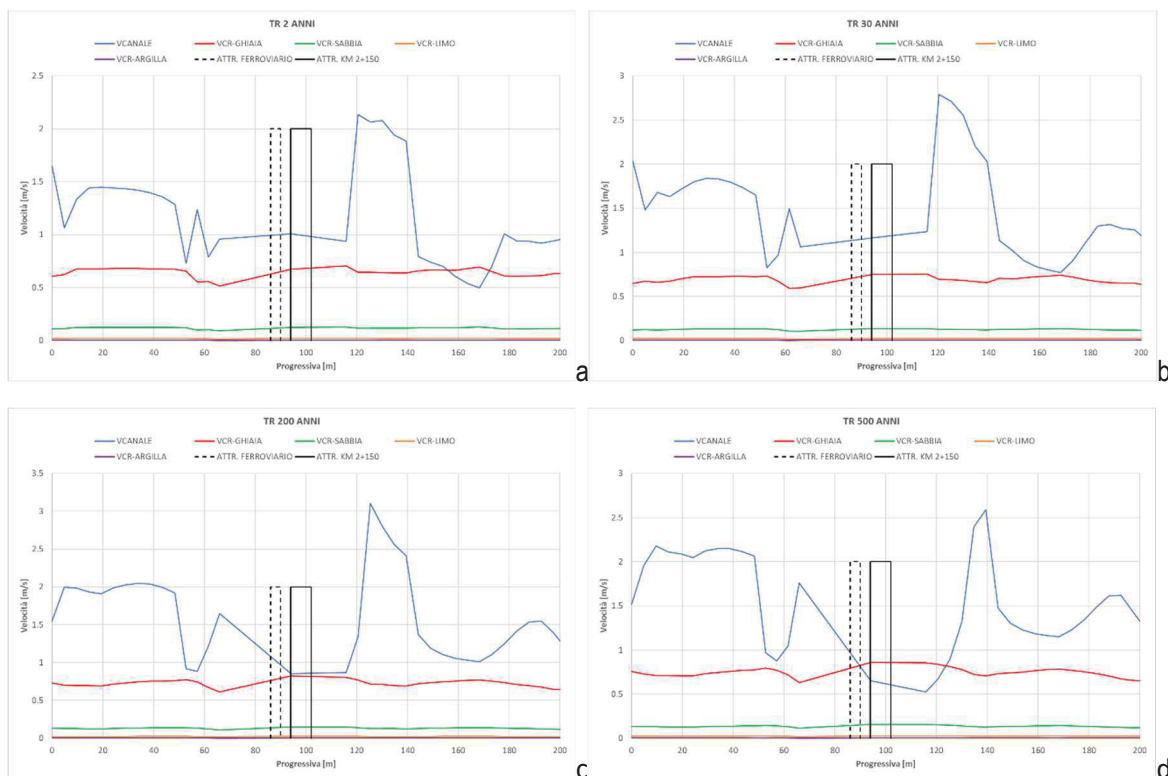 TR 2 ANNI
VCANALE VCR-GHIAIA VCR-SABBIA VCR-LIMO
VCR-ARGILLA ATTR. FERROVIARIO ATTR. KM 2+150
2.5
2
1.5
1
0.5
0
Velocità [m/s]
0 20 40 60 80 100 120 140 160 180 200
Progressiva [m]
a
TR 30 ANNI
VCANALE VCR-GHIAIA VCR-SABBIA VCR-LIMO
VCR-ARGILLA ATTR. FERROVIARIO ATTR. KM 2+150
3
2.5
2
1.5
1
0.5
0
Velocità [m/s]
0 20 40 60 80 100 120 140 160 180 200
Progressiva [m]
b
TR 200 ANNI
VCANALE VCR-GHIAIA VCR-SABBIA VCR-LIMO
VCR-ARGILLA ATTR. FERROVIARIO ATTR. KM 2+150
3.5
3
2.5
2
1.5
1
0.5
0
Velocità [m/s]
0 20 40 60 80 100 120 140 160 180 200
Progressiva [m]
c
TR 500 ANNI
VCANALE VCR-GHIAIA VCR-SABBIA VCR-LIMO
VCR-ARGILLA ATTR. FERROVIARIO ATTR. KM 2+150
3
2.5
2
1.5
1
0.5
0
Velocità [m/s]
0 20 40 60 80 100 120 140 160 180 200
Progressiva [m]
d